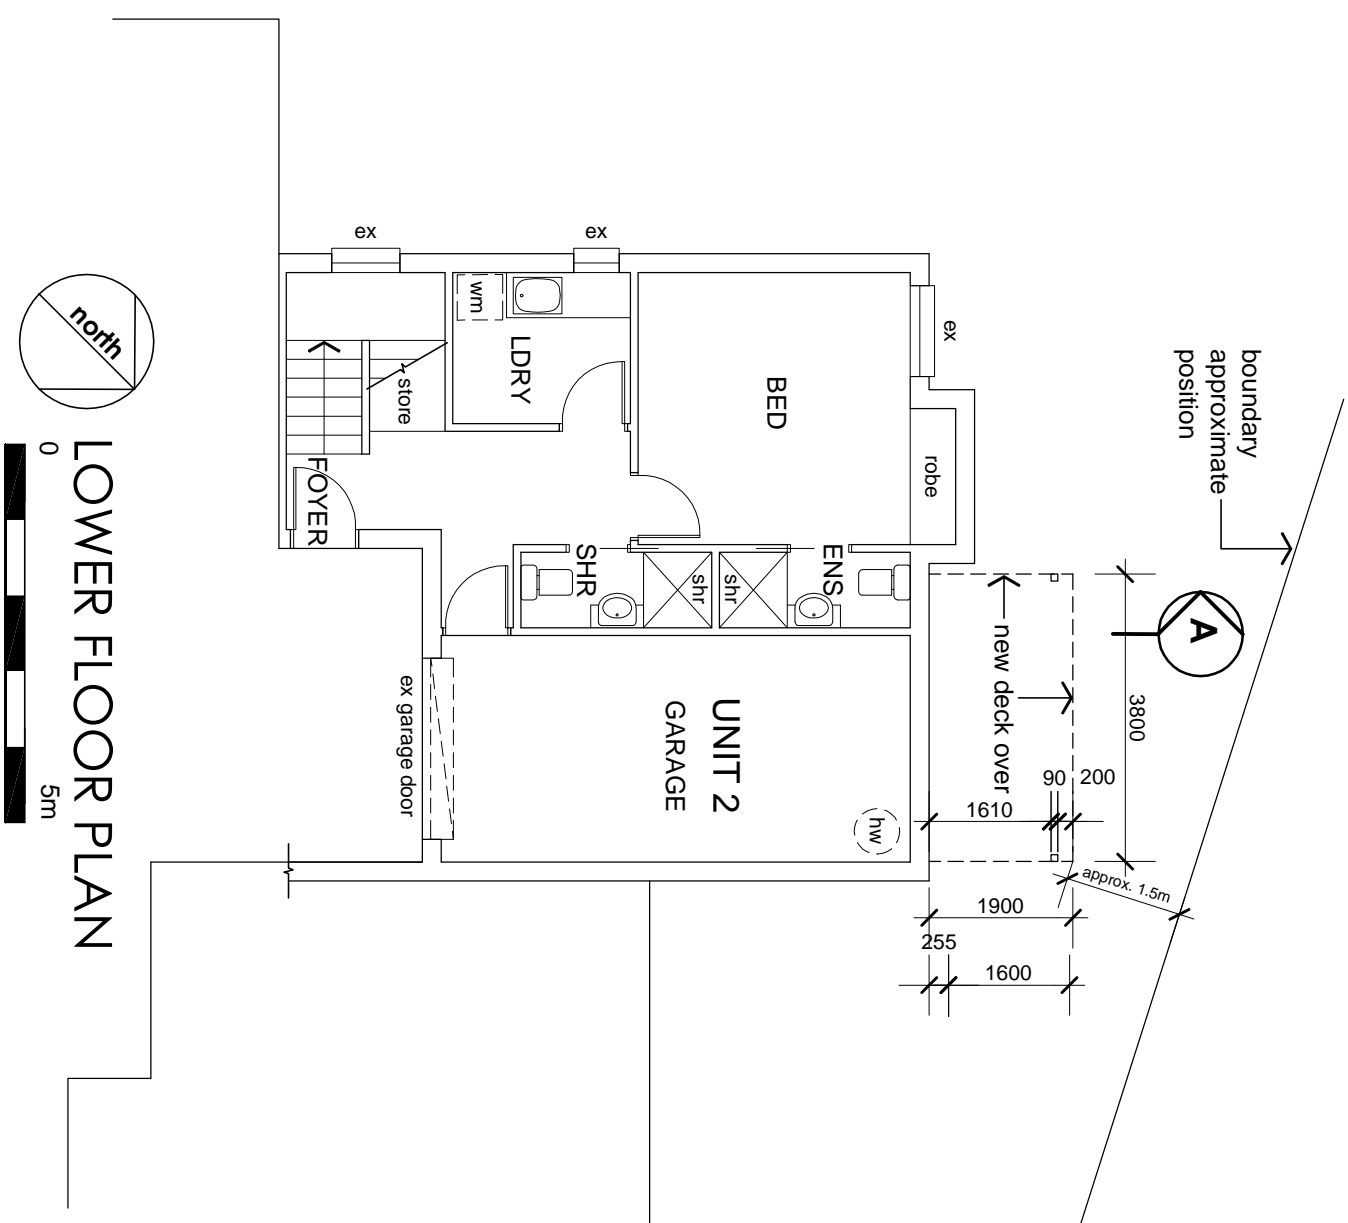 boundary
approximate
position
A
3800
90
200
1610
approx. 1.5m
1900
255
1600
new deck over
ex
ex
ex
robe
BED
wm
LDRY
store
FOYER
SHR
shr
shr
ENS
UNIT 2
GARAGE
hw
ex garage door
north
LOWER FLOOR PLAN
0
5m